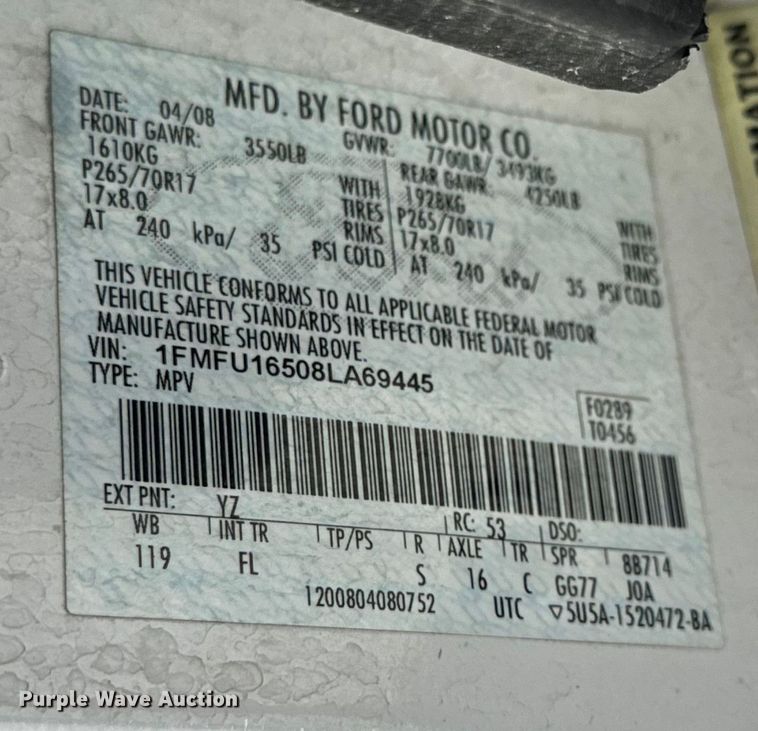 MFD. BY FORD MOTOR CO.
DATE: 04/08 GVWR: 7700LB/ 3493KG
FRONT GAWR: 3550LB REAR GAWR: 4250LB
1610KG WITH 1928KG WITH
P265/70R17 TIRES P265/70R17 TIRES
17x8.0 RIMS 17x8.0 RIMS
AT 240 kPa/ 35 PSI COLD AT 240 kPa/ 35 PSI COLD
THIS VEHICLE CONFORMS TO ALL APPLICABLE FEDERAL MOTOR
VEHICLE SAFETY STANDARDS IN EFFECT ON THE DATE OF
MANUFACTURE SHOWN ABOVE.
VIN: 1FMFU16508LA69445
TYPE: MPV
F0289
T0456
EXT PNT: YZ RC: 53 DSO:
WB INT TR TP/PS R AXLE TR SPR 88714
119 FL S 16 C GG77 JOA
1200804080752 UTC ▽5U5A-1520472-BA
MATION
Purple Wave Auction